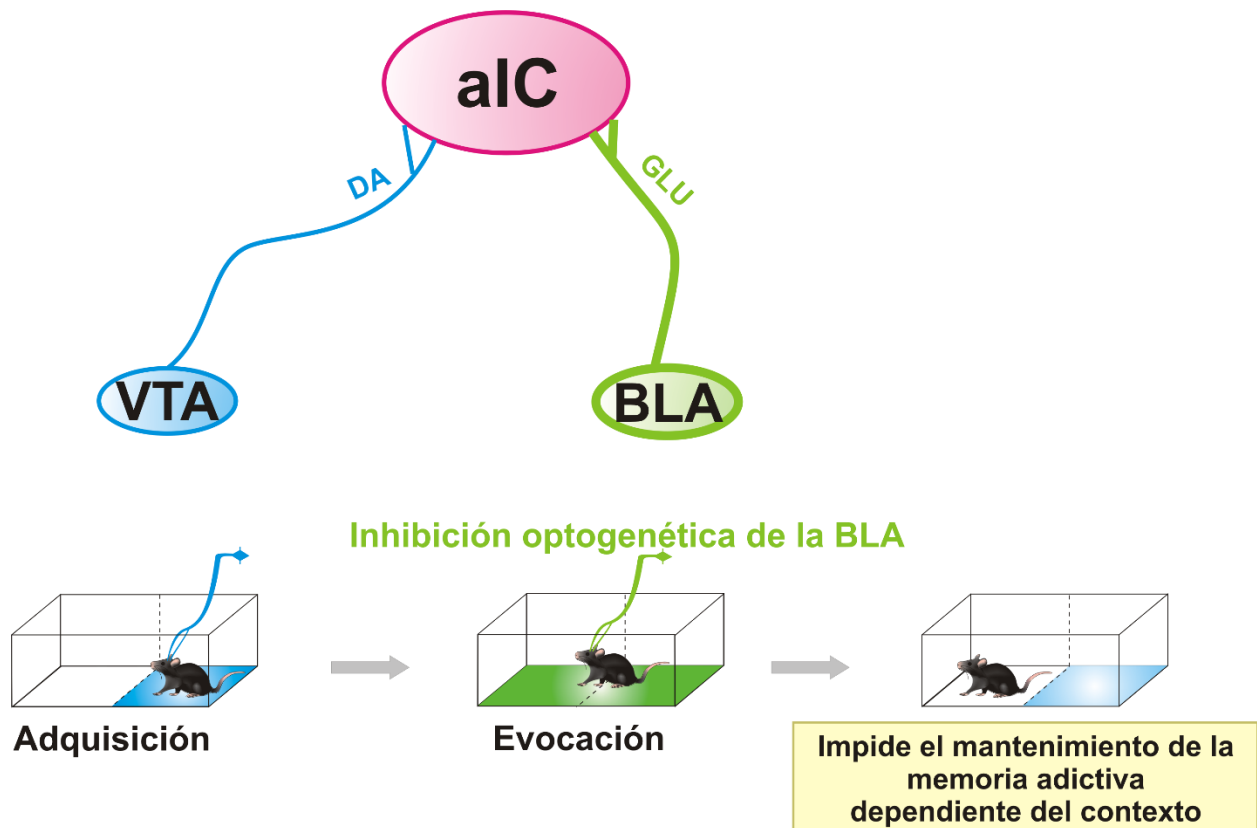 aIC
DA
GLU
VTA
BLA
Inhibición optogenética de la BLA
Adquisición
Evocación
Impide el mantenimiento de la
memoria adictiva
dependiente del contexto